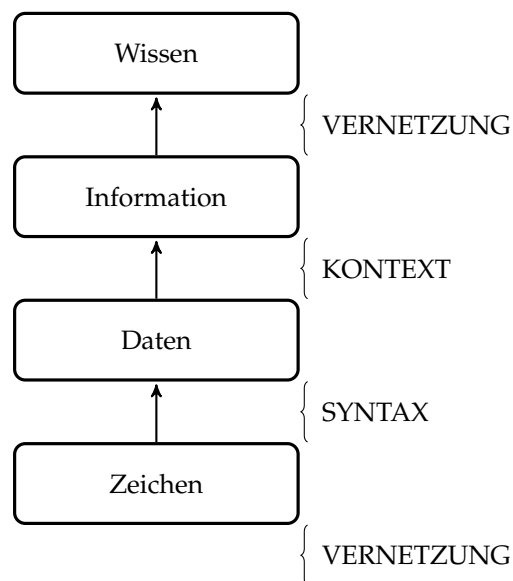 Wissen
VERNETZUNG
Information
KONTEXT
Daten
SYNTAX
Zeichen
VERNETZUNG